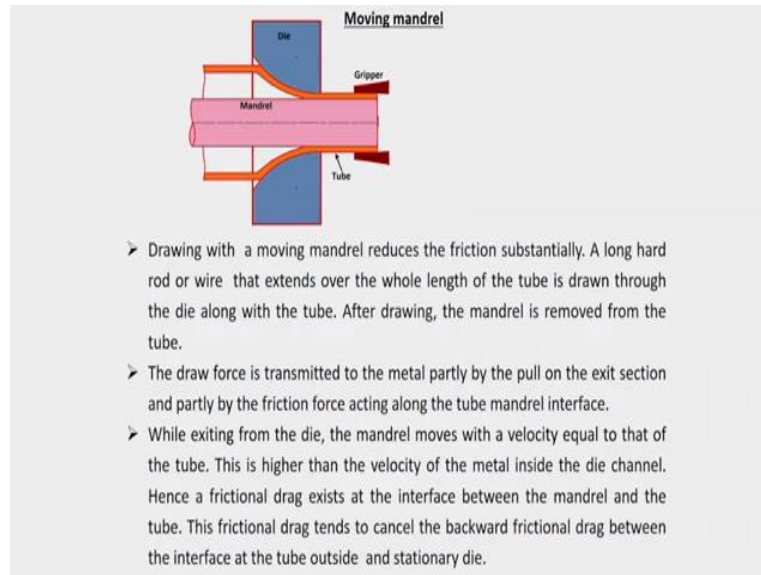 Moving mandrel
Die
Gripper
Mandrel
Tube
➢ Drawing with a moving mandrel reduces the friction substantially. A long hard
rod or wire that extends over the whole length of the tube is drawn through
the die along with the tube. After drawing, the mandrel is removed from the
tube.
➢ The draw force is transmitted to the metal partly by the pull on the exit section
and partly by the friction force acting along the tube mandrel interface.
➢ While exiting from the die, the mandrel moves with a velocity equal to that of
the tube. This is higher than the velocity of the metal inside the die channel.
Hence a frictional drag exists at the interface between the mandrel and the
tube. This frictional drag tends to cancel the backward frictional drag between
the interface at the tube outside and stationary die.